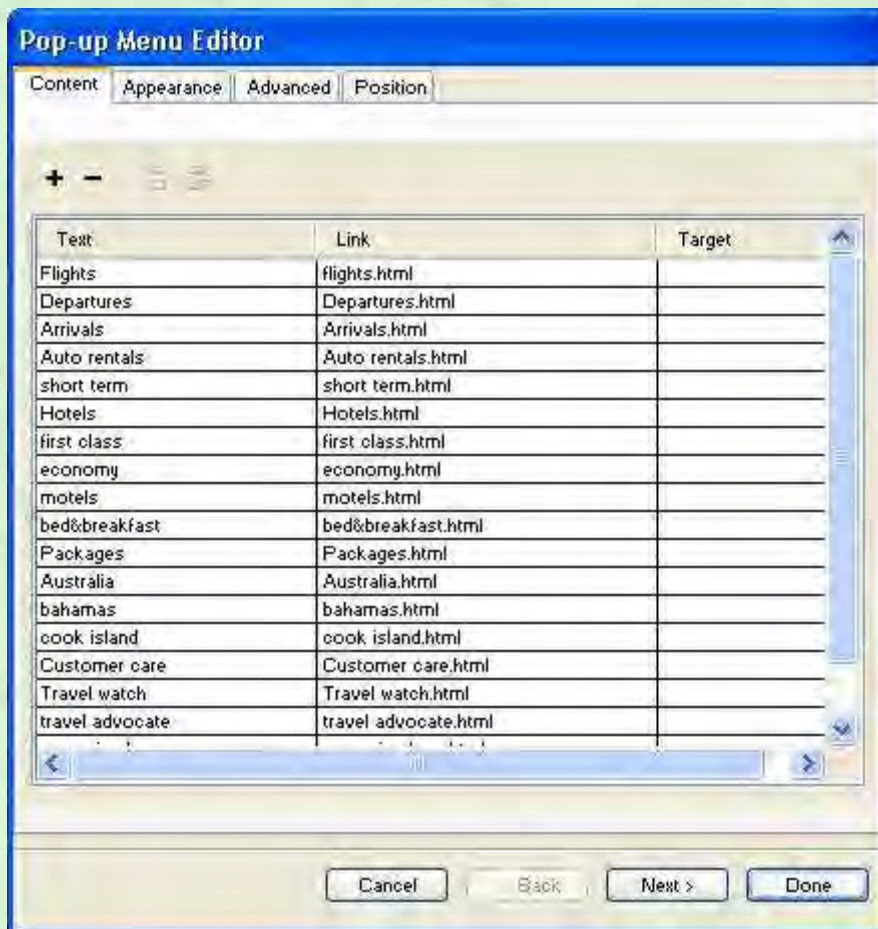 Pop-up Menu Editor
Content Appearance Advanced Position
+ −
Text Link Target
Flights flights.html
Departures Departures.html
Arrivals Arrivals.html
Auto rentals Auto rentals.html
short term short term.html
Hotels Hotels.html
first class first class.html
economy economy.html
motels motels.html
bed&breakfast bed&breakfast.html
Packages Packages.html
Australia Australia.html
bahamas bahamas.html
cook island cook island.html
Customer care Customer care.html
Travel watch Travel watch.html
travel advocate travel advocate.html
Cancel Back Next > Done